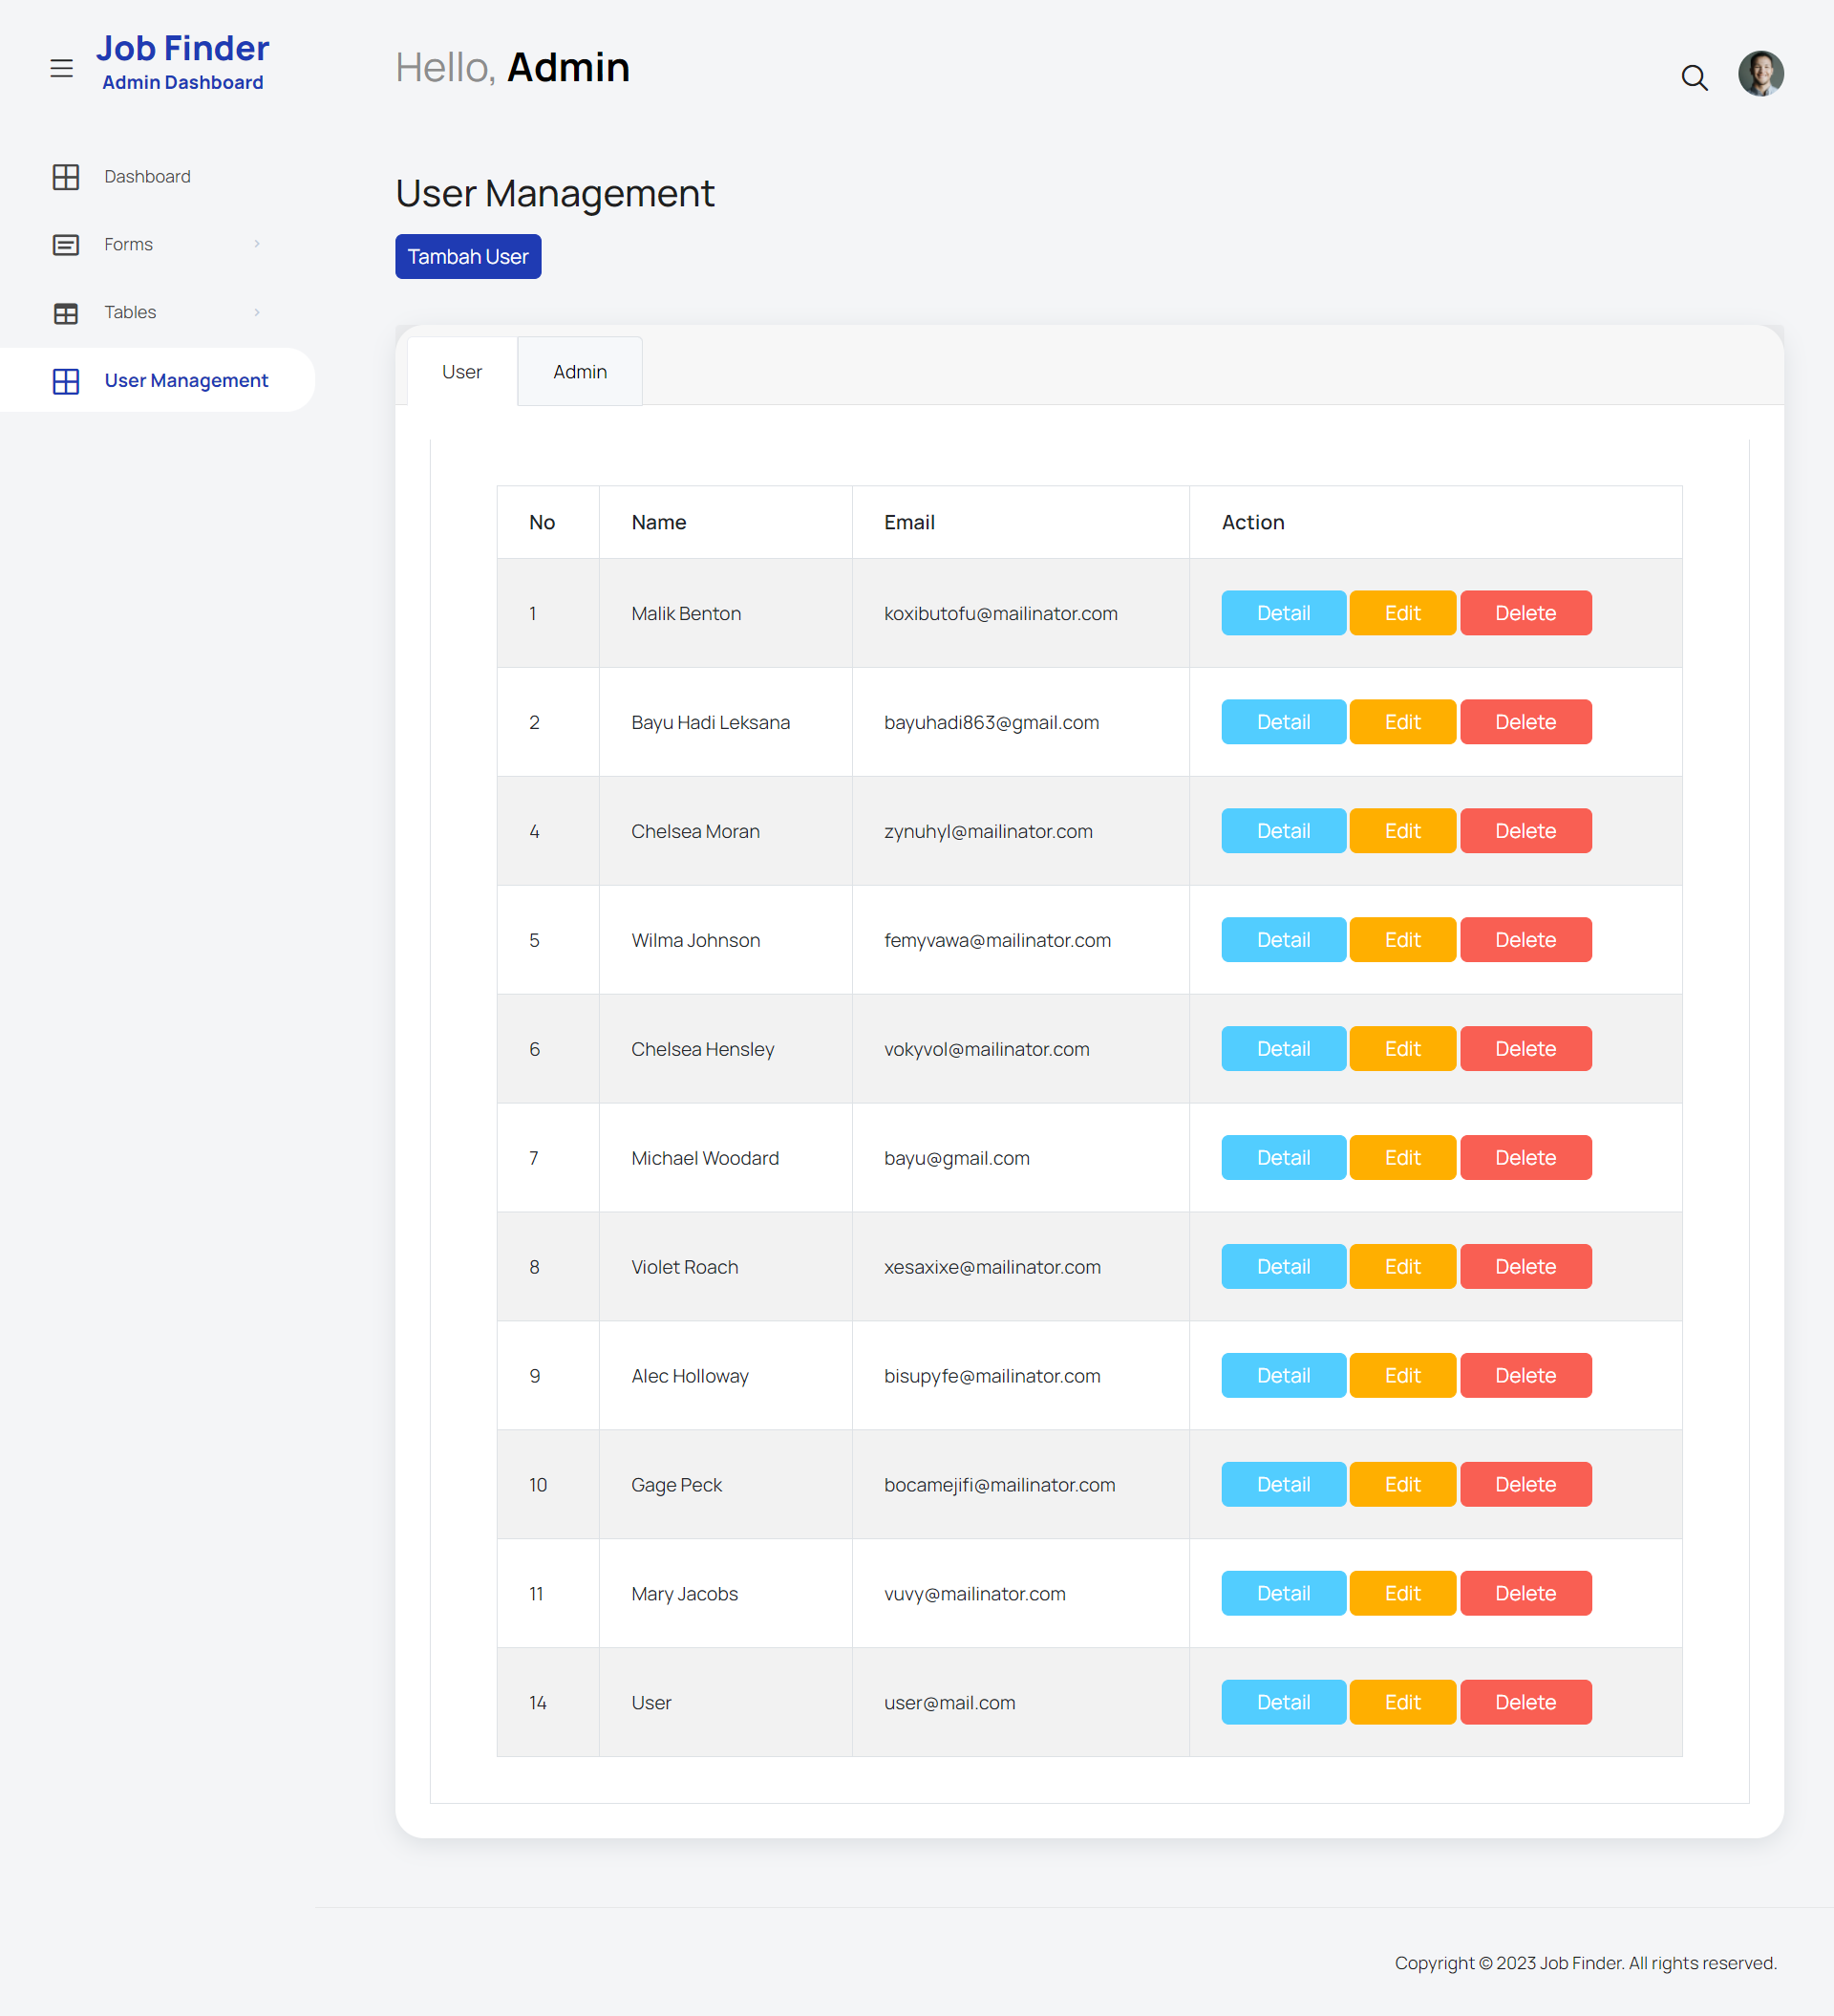 Job Finder
Admin Dashboard
Hello, Admin
Dashboard
Forms
Tables
User Management
User Management
Tambah User
User Admin
No Name Email Action
1 Malik Benton koxibutofu@mailinator.com Detail Edit Delete
2 Bayu Hadi Leksana bayuhadi863@gmail.com Detail Edit Delete
4 Chelsea Moran zynuhyl@mailinator.com Detail Edit Delete
5 Wilma Johnson femyvawa@mailinator.com Detail Edit Delete
6 Chelsea Hensley vokyvol@mailinator.com Detail Edit Delete
7 Michael Woodard bayu@gmail.com Detail Edit Delete
8 Violet Roach xesaxixe@mailinator.com Detail Edit Delete
9 Alec Holloway bisupyfe@mailinator.com Detail Edit Delete
10 Gage Peck bocamejifi@mailinator.com Detail Edit Delete
11 Mary Jacobs vuvy@mailinator.com Detail Edit Delete
14 User user@mail.com Detail Edit Delete
Copyright © 2023 Job Finder. All rights reserved.